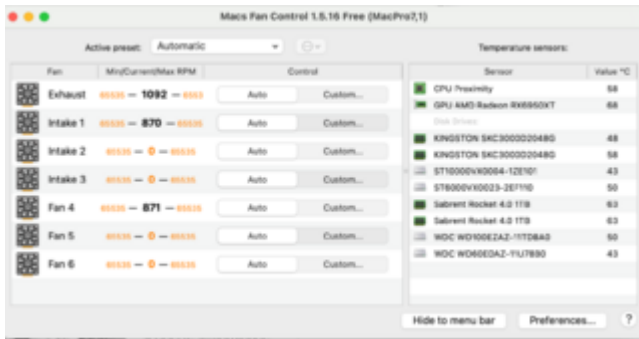 Macs Fan Control 1.5.16 Free (MacPro7,1)
Active preset: Automatic
Temperature sensors:
Fan Min/Current/Max RPM Control
Sensor Value °C
Exhaust 65535 — 1092 — 6553 Auto Custom...
Intake 1 65535 — 870 — 65535 Auto Custom...
Intake 2 65535 — 0 — 65535 Auto Custom...
Intake 3 65535 — 0 — 65535 Auto Custom...
Fan 4 65535 — 871 — 65535 Auto Custom...
Fan 5 65535 — 0 — 65535 Auto Custom...
Fan 6 65535 — 0 — 65535 Auto Custom...
CPU Proximity 58
GPU AMD Radeon RX6950XT 68
Disk Drives:
KINGSTON SKC3000D2048G 48
KINGSTON SKC3000D2048G 58
ST10000VX0004-1ZE101 43
50
Sabrent Rocket 4.0 1TB 63
Sabrent Rocket 4.0 1TB 63
50
43
Hide to menu bar Preferences... ?